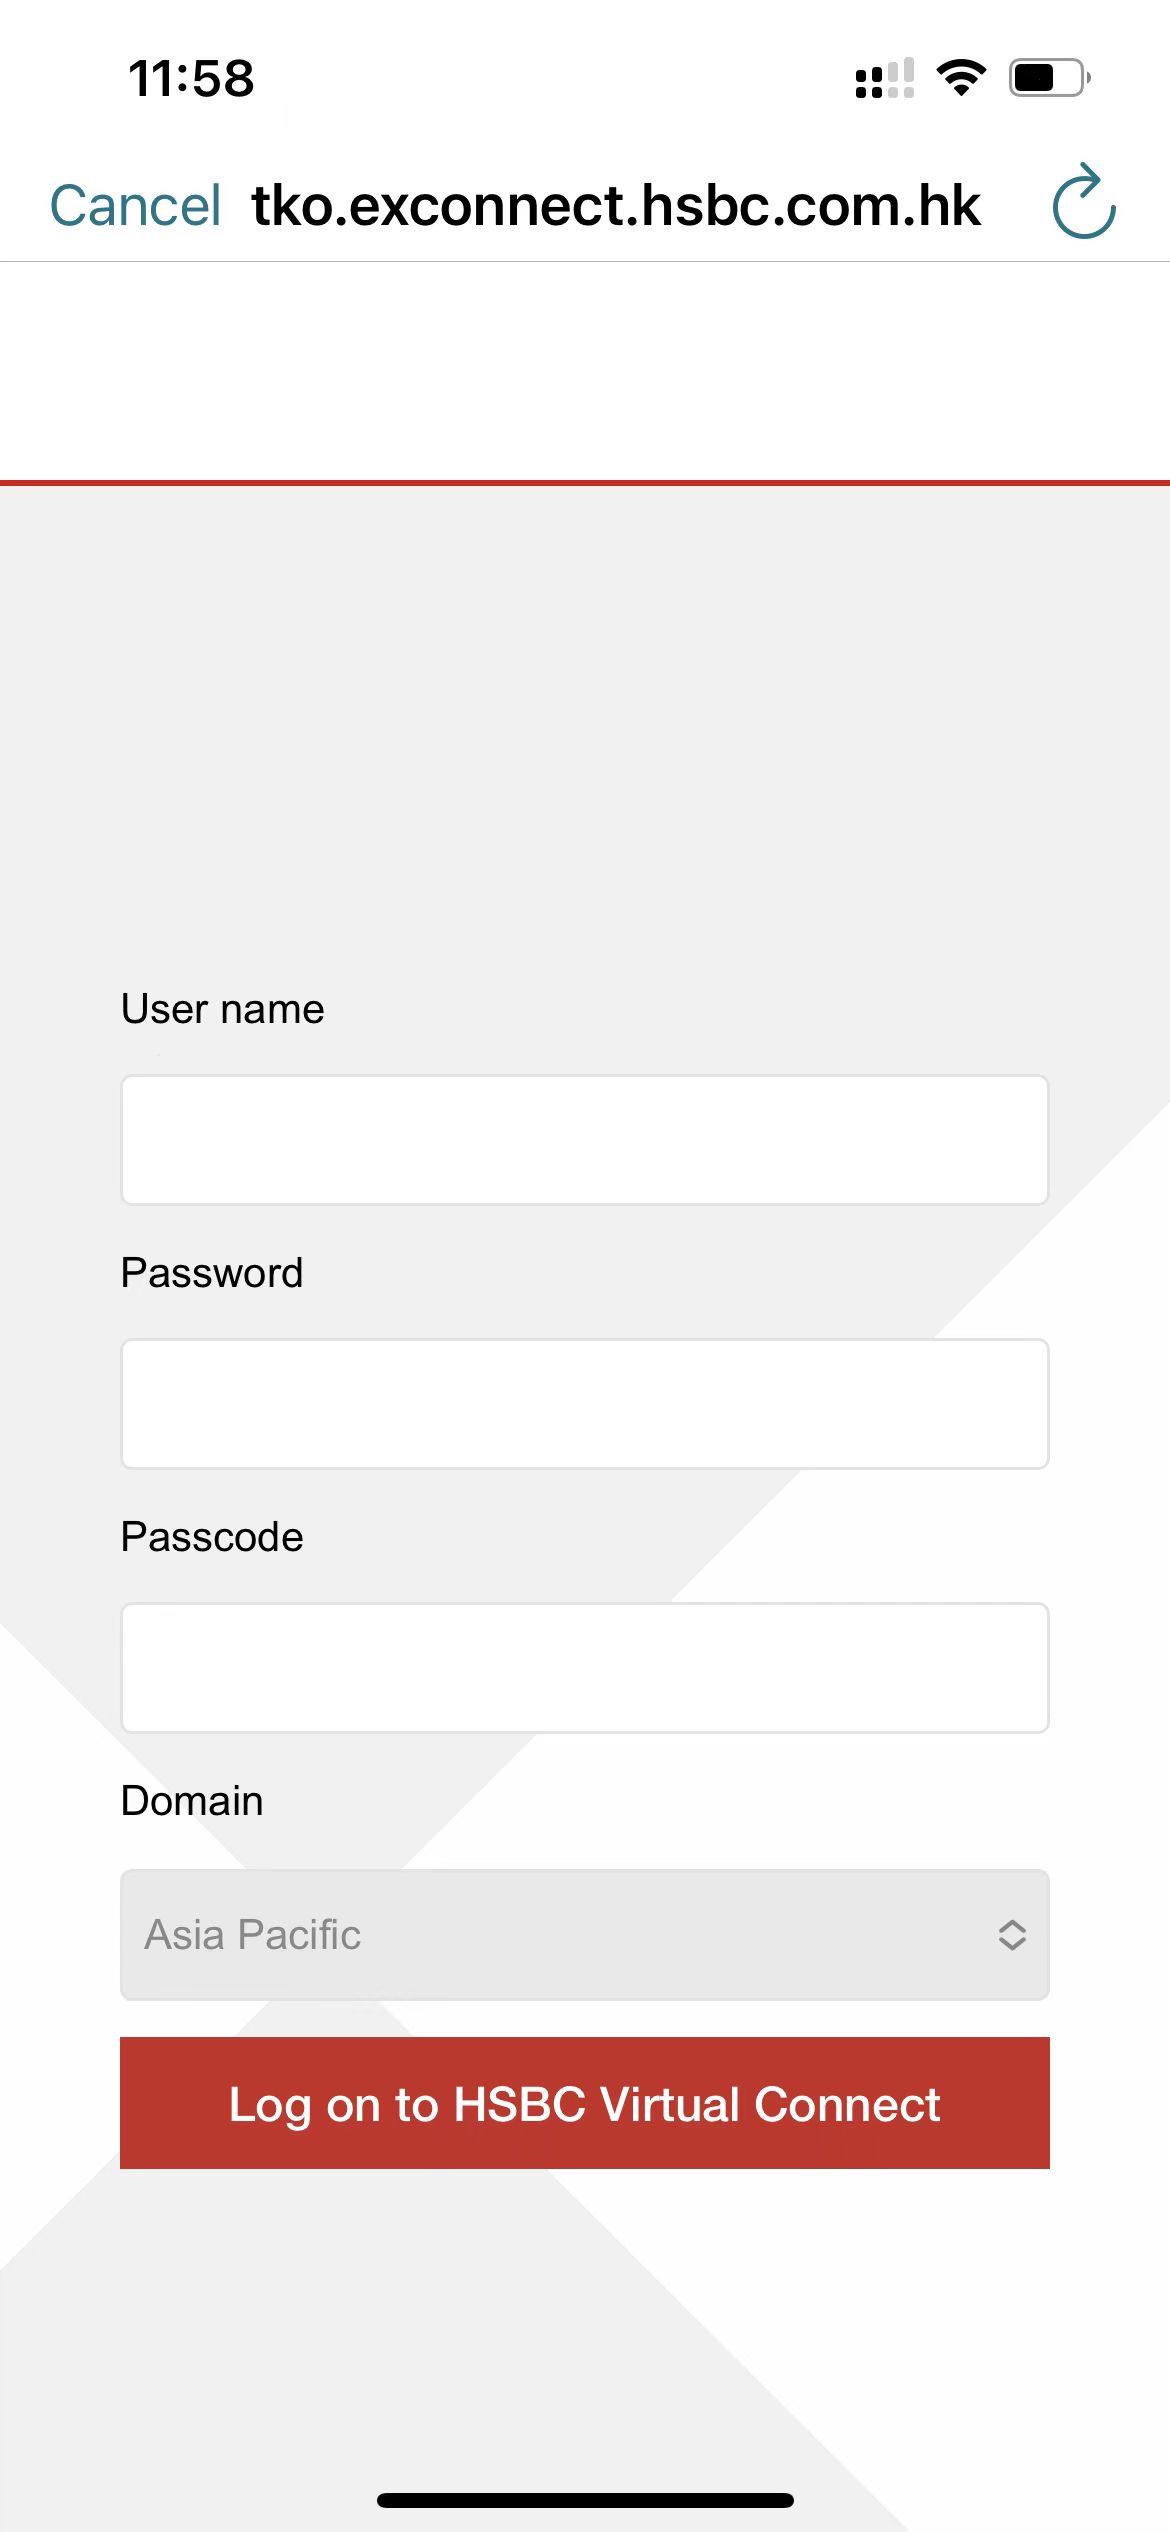 11:58
Cancel tko.exconnect.hsbc.com.hk
User name
Password
Passcode
Domain
Asia Pacific
Log on to HSBC Virtual Connect